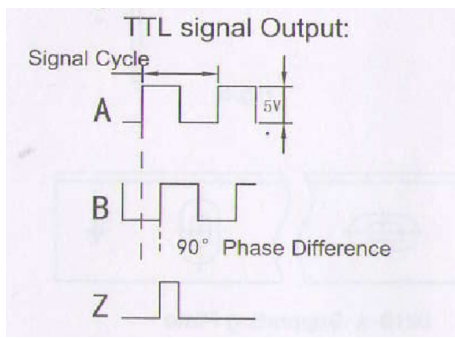 TTL signal Output:
Signal Cycle
A
5V
B
90° Phase Difference
Z